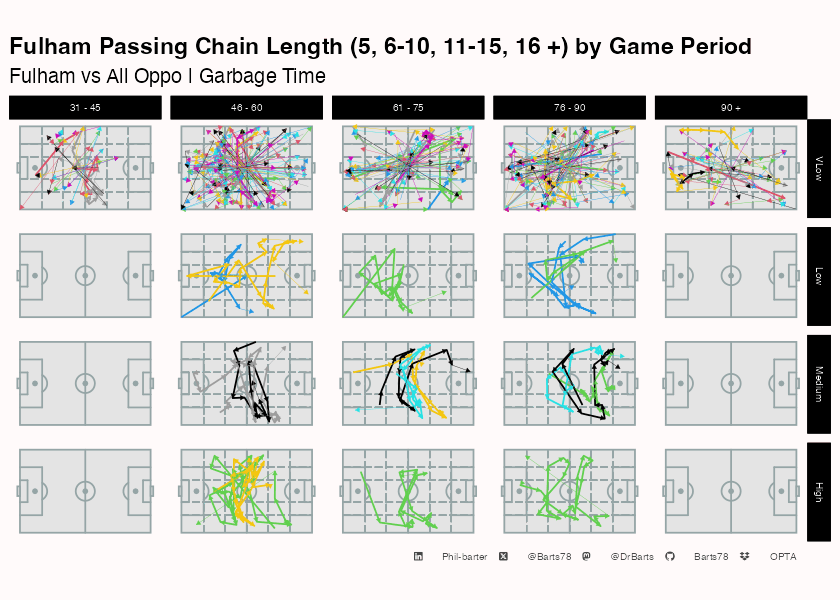 Fulham Passing Chain Length (5, 6-10, 11-15, 16 +) by Game Period
Fulham vs All Oppo I Garbage Time
31 - 45
46 - 60
61 - 75
76 - 90
90 +
VLow
Low
Medium
High
Phil-barter @Barts78 @DrBarts Barts78 OPTA